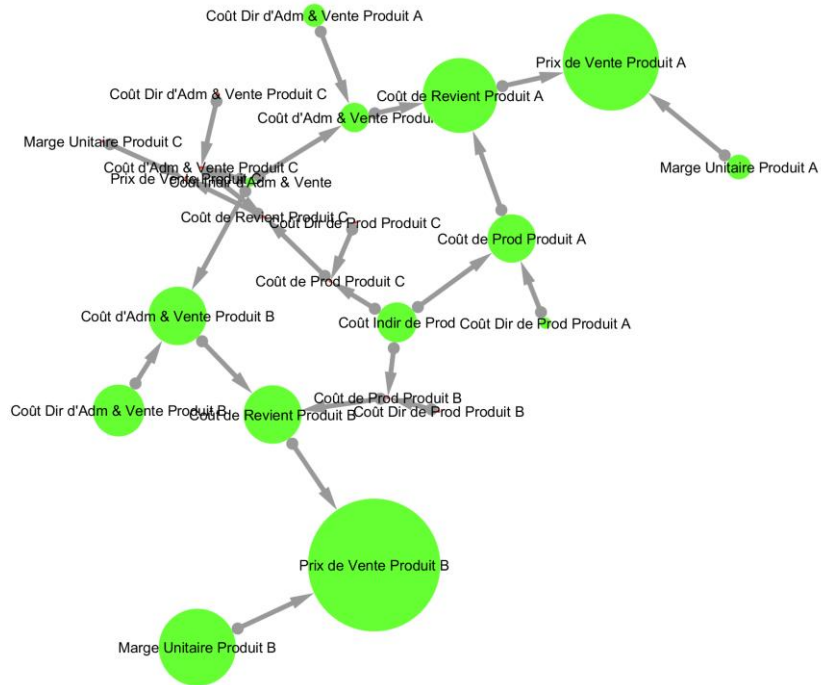 Coût Dir d'Adm & Vente Produit A
Prix de Vente Produit A
Coût Dir d'Adm & Vente Produit C
Coût de Revient Produit A
Coût d'Adm & Vente Produ
Marge Unitaire Produit C
Coût d'Adm & Vente Produit C
Marge Unitaire Produit A
Prix de Vente Produit C
Coût Indir d'Adm & Vente
Coût de Revient Produit C
Coût Dir de Prod Produit C
Coût de Prod Produit A
Coût de Prod Produit C
Coût d'Adm & Vente Produit B
Coût Indir de Prod
Coût Dir de Prod Produit A
Coût de Prod Produit B
Coût Dir d'Adm & Vente Produit B
Coût de Revient Produit B
Coût Dir de Prod Produit B
Prix de Vente Produit B
Marge Unitaire Produit B